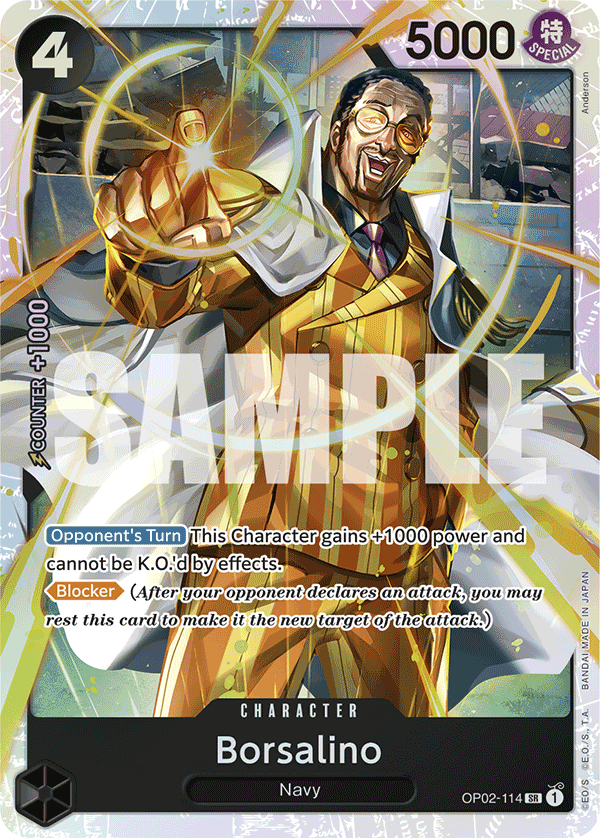 4
5000
特
SPECIAL
Anderson
COUNTER +1000
SAMPLE
Opponent's Turn This Character gains +1000 power and
cannot be K.O.'d by effects.
Blocker (After your opponent declares an attack, you may
rest this card to make it the new target of the attack.)
CHARACTER
Borsalino
Navy
OP02-114 SR 1
©EO/S ©E.O./S., T.A. BANDAI MADE IN JAPAN